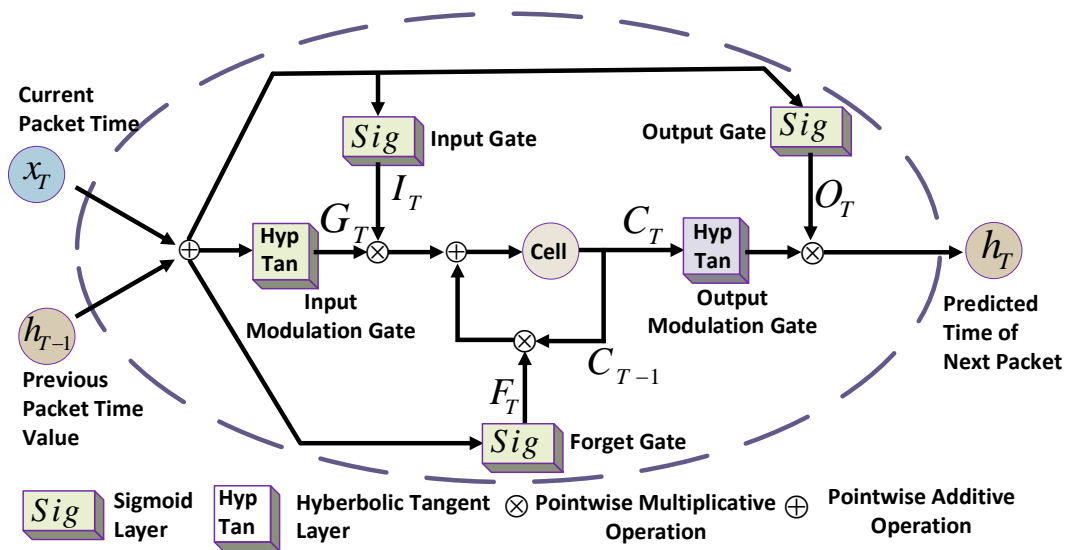 Current
Packet Time
x_T
h_{T-1}
Previous
Packet Time
Value
Sig
Input Gate
I_T
G_T
Hyp
Tan
Input
Modulation Gate
Cell
C_T
C_{T-1}
F_T
Sig
Forget Gate
Output Gate
Sig
O_T
Hyp
Tan
Output
Modulation Gate
h_T
Predicted
Time of
Next Packet
Sig
Sigmoid
Layer
Hyp
Tan
Hyberbolic Tangent
Layer
⊗ Pointwise Multiplicative
Operation
⊕ Pointwise Additive
Operation